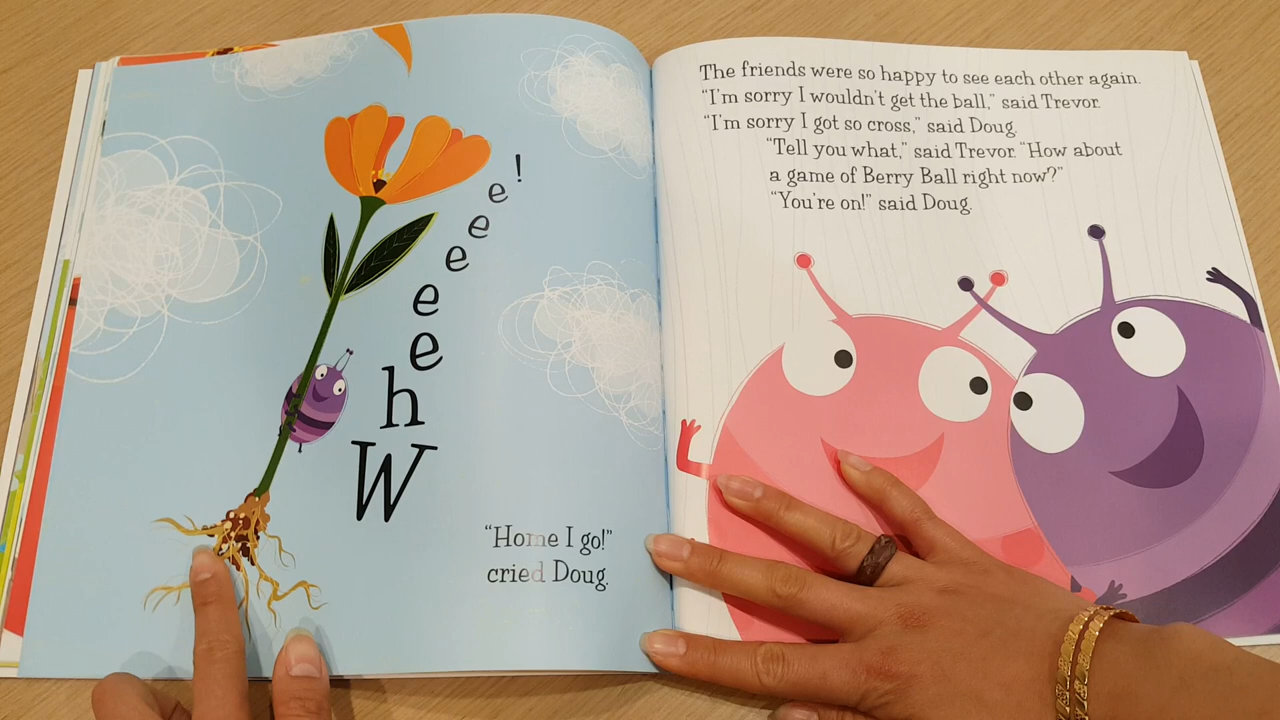 Wheeeee!
"Home I go!"
cried Doug.
The friends were so happy to see each other again.
"I'm sorry I wouldn't get the ball," said Trevor.
"I'm sorry I got so cross," said Doug.
"Tell you what," said Trevor. "How about
a game of Berry Ball right now?"
"You're on!" said Doug.